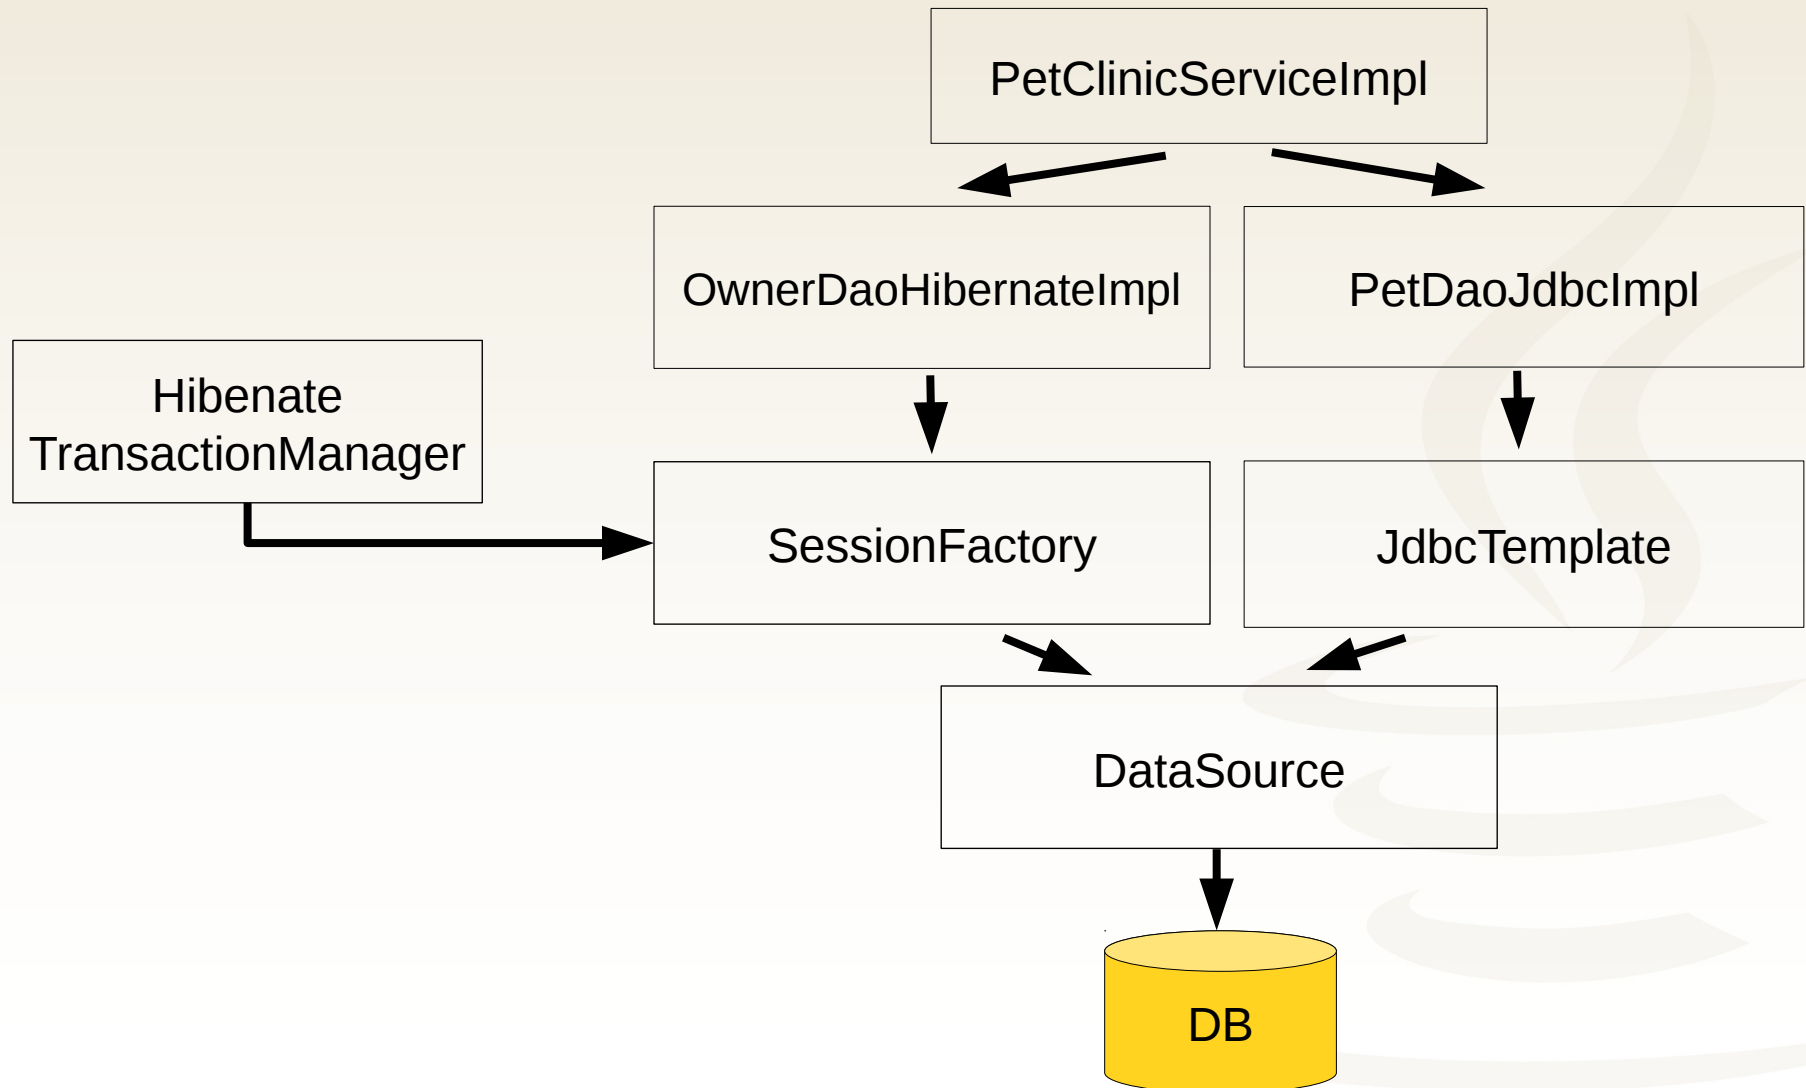 PetClinicServiceImpl
OwnerDaoHibernateImpl
PetDaoJdbcImpl
Hibenate
TransactionManager
SessionFactory
JdbcTemplate
DataSource
DB